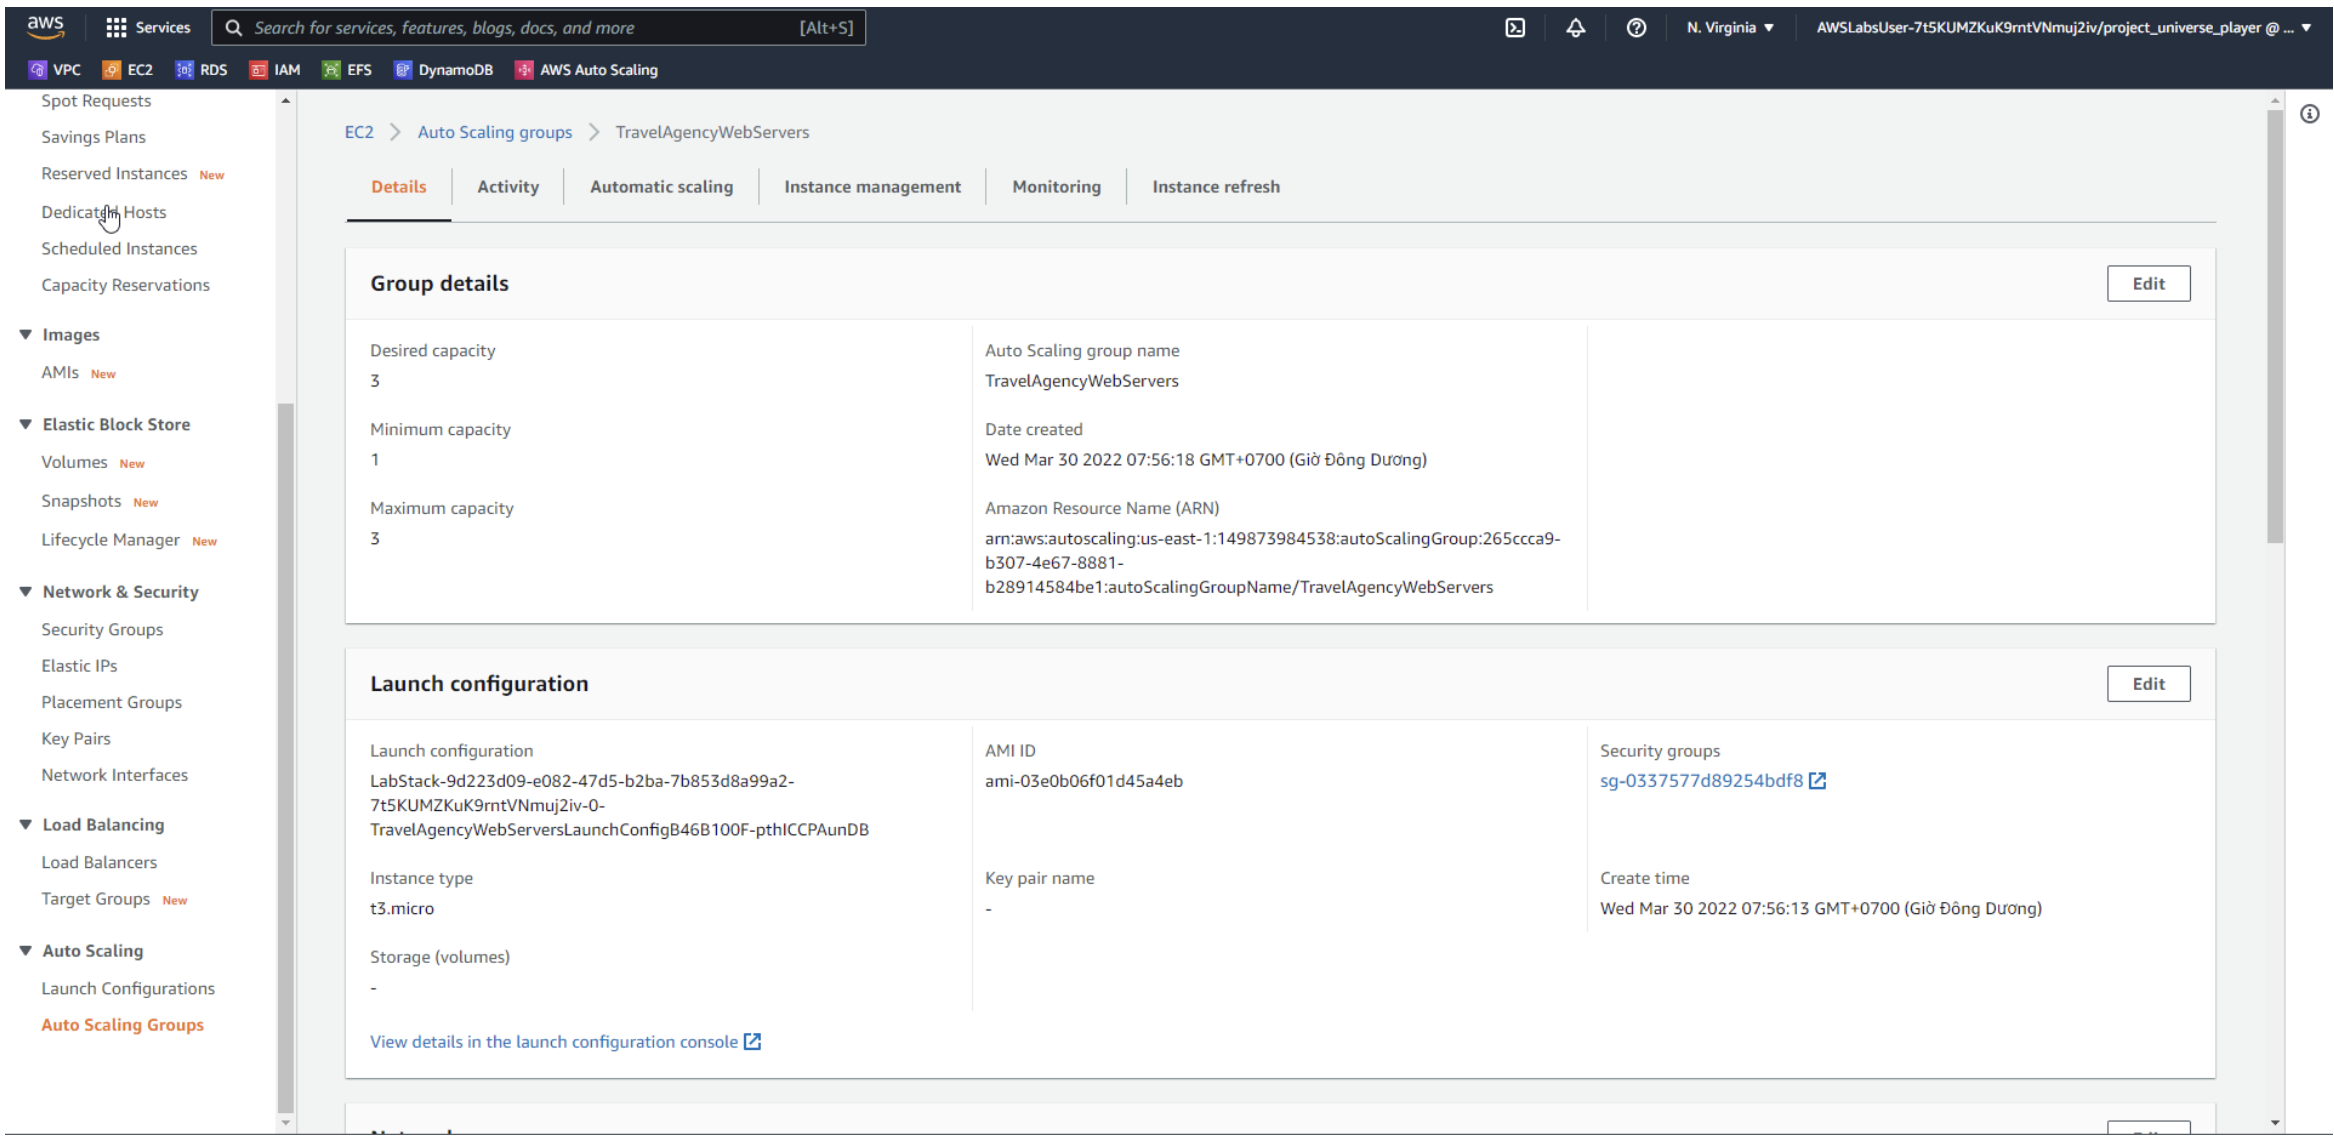 aws
Services
Search for services, features, blogs, docs, and more
[Alt+S]
N. Virginia ▼
AWSLabsUser-7t5KUMZKuK9rntVNmuj2iv/project_universe_player @ ... ▼
VPC
EC2
RDS
IAM
EFS
DynamoDB
AWS Auto Scaling
Spot Requests
Savings Plans
Reserved Instances New
Dedicated Hosts
Scheduled Instances
Capacity Reservations
Images
AMIs New
Elastic Block Store
Volumes New
Snapshots New
Lifecycle Manager New
Network & Security
Security Groups
Elastic IPs
Placement Groups
Key Pairs
Network Interfaces
Load Balancing
Load Balancers
Target Groups New
Auto Scaling
Launch Configurations
Auto Scaling Groups
EC2 > Auto Scaling groups > TravelAgencyWebServers
Details
Activity
Automatic scaling
Instance management
Monitoring
Instance refresh
Group details
Edit
Desired capacity
3
Minimum capacity
1
Maximum capacity
3
Auto Scaling group name
TravelAgencyWebServers
Date created
Wed Mar 30 2022 07:56:18 GMT+0700 (Giờ Đông Dương)
Amazon Resource Name (ARN)
arn:aws:autoscaling:us-east-1:149873984538:autoScalingGroup:265ccca9-
b307-4e67-8881-
b28914584be1:autoScalingGroupName/TravelAgencyWebServers
Launch configuration
Edit
Launch configuration
LabStack-9d223d09-e082-47d5-b2ba-7b853d8a99a2-
7t5KUMZKuK9rntVNmuj2iv-0-
TravelAgencyWebServersLaunchConfigB46B100F-pthICCPAunDB
AMI ID
ami-03e0b06f01d45a4eb
Security groups
sg-0337577d89254bdf8
Instance type
t3.micro
Key pair name
-
Create time
Wed Mar 30 2022 07:56:13 GMT+0700 (Giờ Đông Dương)
Storage (volumes)
-
View details in the launch configuration console